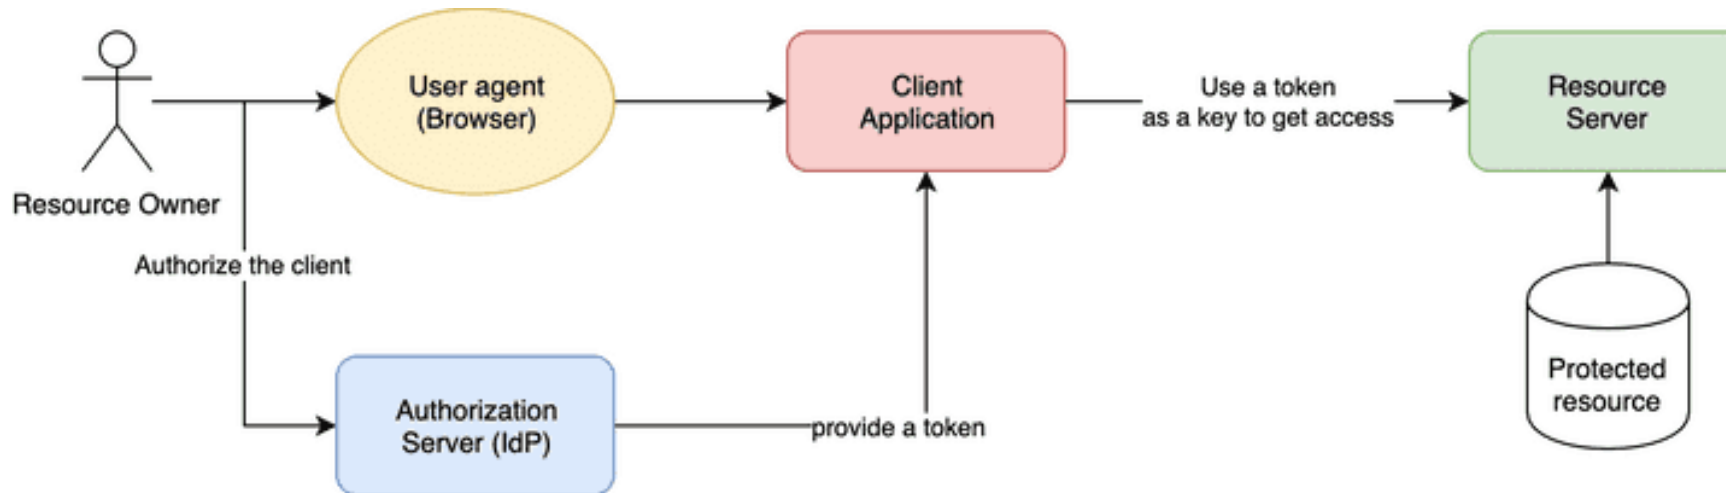 User agent
(Browser)
Client
Application
Use a token
as a key to get access
Resource
Server
Resource Owner
Authorize the client
Authorization
Server (IdP)
provide a token
Protected
resource